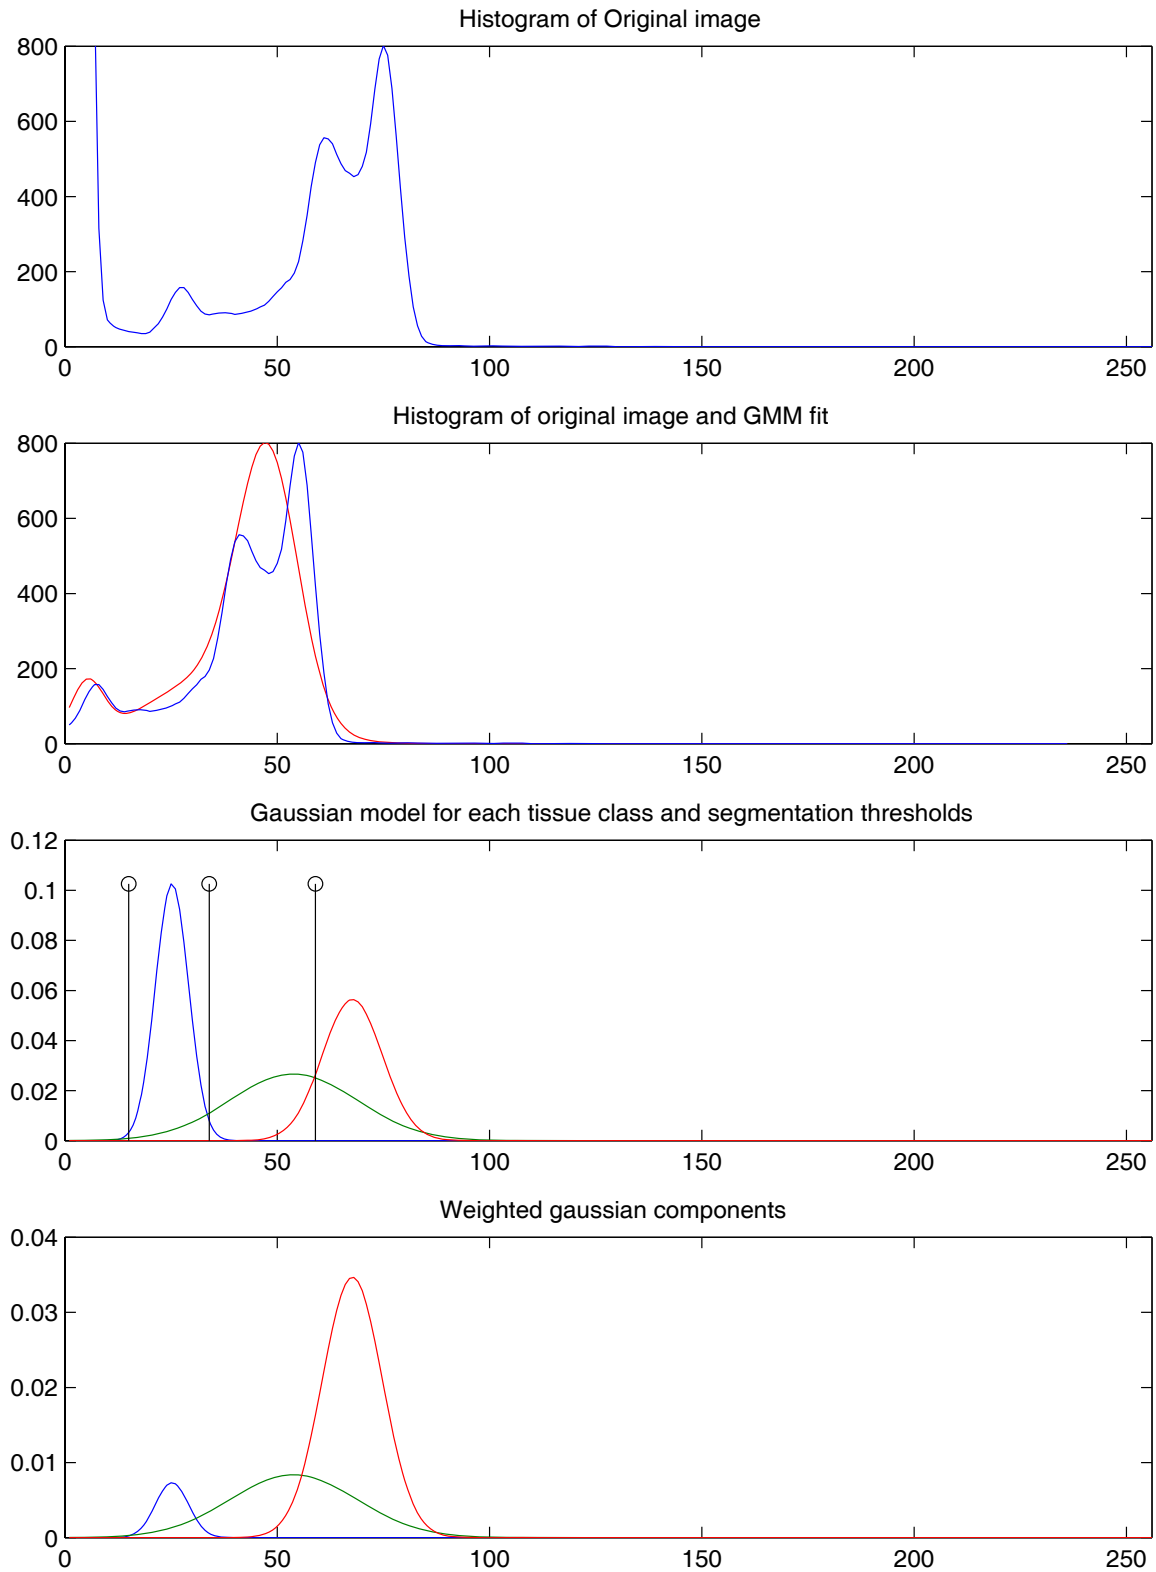 Histogram of Original image
800
600
400
200
0
0 50 100 150 200 250
Histogram of original image and GMM fit
800
600
400
200
0
0 50 100 150 200 250
Gaussian model for each tissue class and segmentation thresholds
0.12
0.1
0.08
0.06
0.04
0.02
0
0 50 100 150 200 250
Weighted gaussian components
0.04
0.03
0.02
0.01
0
0 50 100 150 200 250